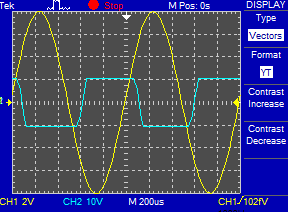 Tek Stop M Pos: 0s DISPLAY
Type
Vectors
Format
YT
Contrast
Increase
Contrast
Decrease
2
CH1 2V CH2 10V M 200us CH1/102fV